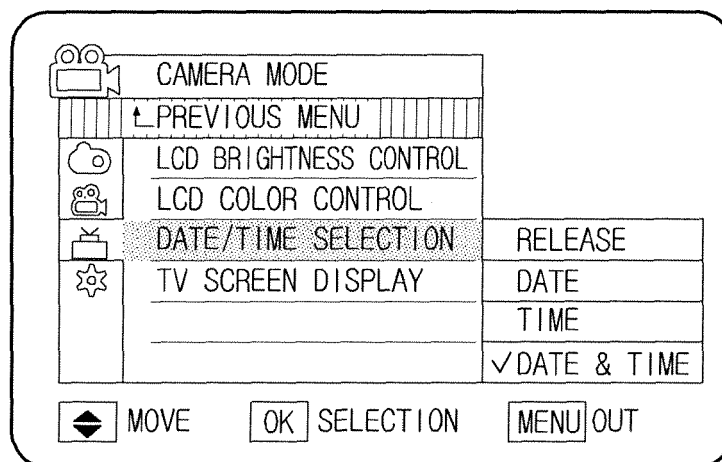 CAMERA MODE
PREVIOUS MENU
LCD BRIGHTNESS CONTROL
LCD COLOR CONTROL
DATE/TIME SELECTION RELEASE
TV SCREEN DISPLAY DATE
TIME
✓DATE & TIME
MOVE OK SELECTION MENU OUT